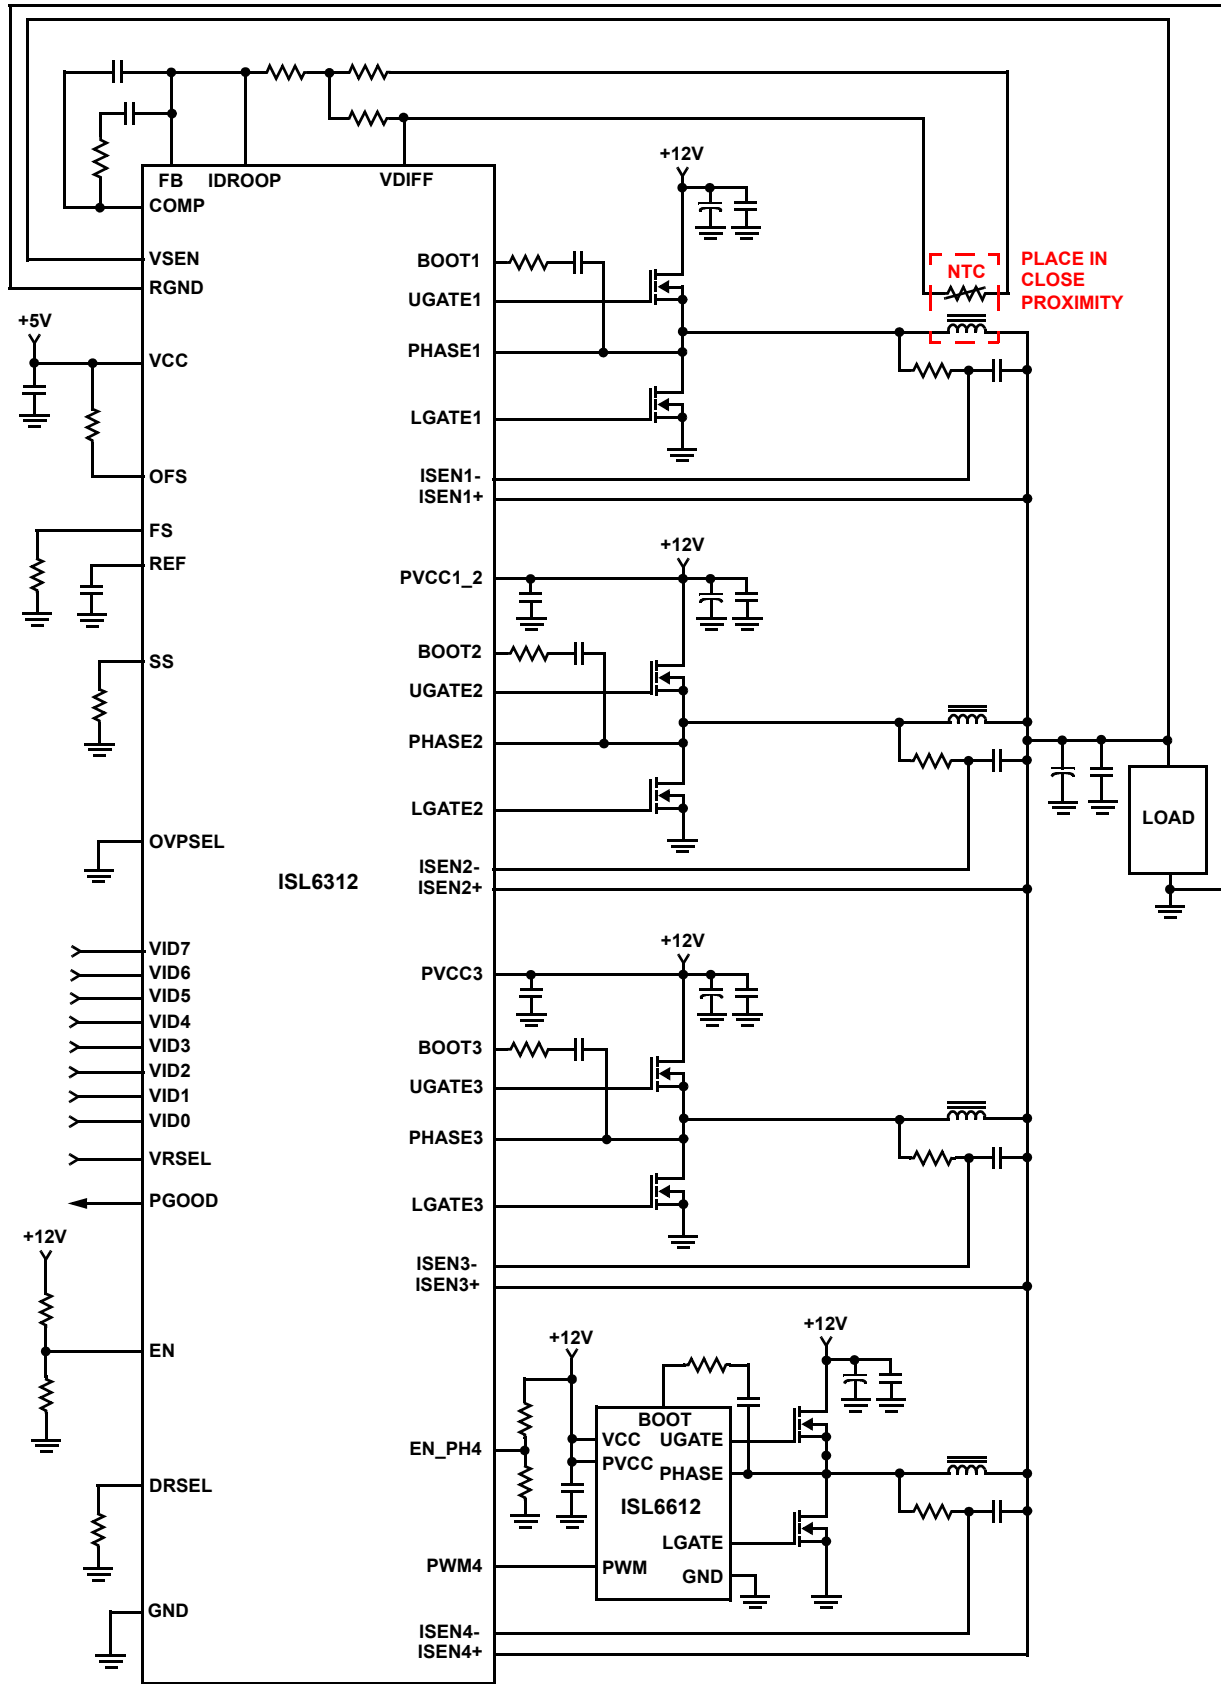 +12V
FB IDROOP VDIFF
COMP
VSEN
RGND
+5V
VCC
OFS
FS
REF
SS
OVPSEL
ISL6312
VID7
VID6
VID5
VID4
VID3
VID2
VID1
VID0
VRSEL
PGOOD
+12V
EN
DRSEL
GND
BOOT1
UGATE1
PHASE1
LGATE1
ISEN1-
ISEN1+
NTC
PLACE IN
CLOSE
PROXIMITY
+12V
PVCC1_2
BOOT2
UGATE2
PHASE2
LGATE2
ISEN2-
ISEN2+
LOAD
+12V
PVCC3
BOOT3
UGATE3
PHASE3
LGATE3
ISEN3-
ISEN3+
+12V
+12V
EN_PH4
PWM4
ISEN4-
ISEN4+
BOOT
VCC
UGATE
PVCC
PHASE
ISL6612
LGATE
PWM
GND